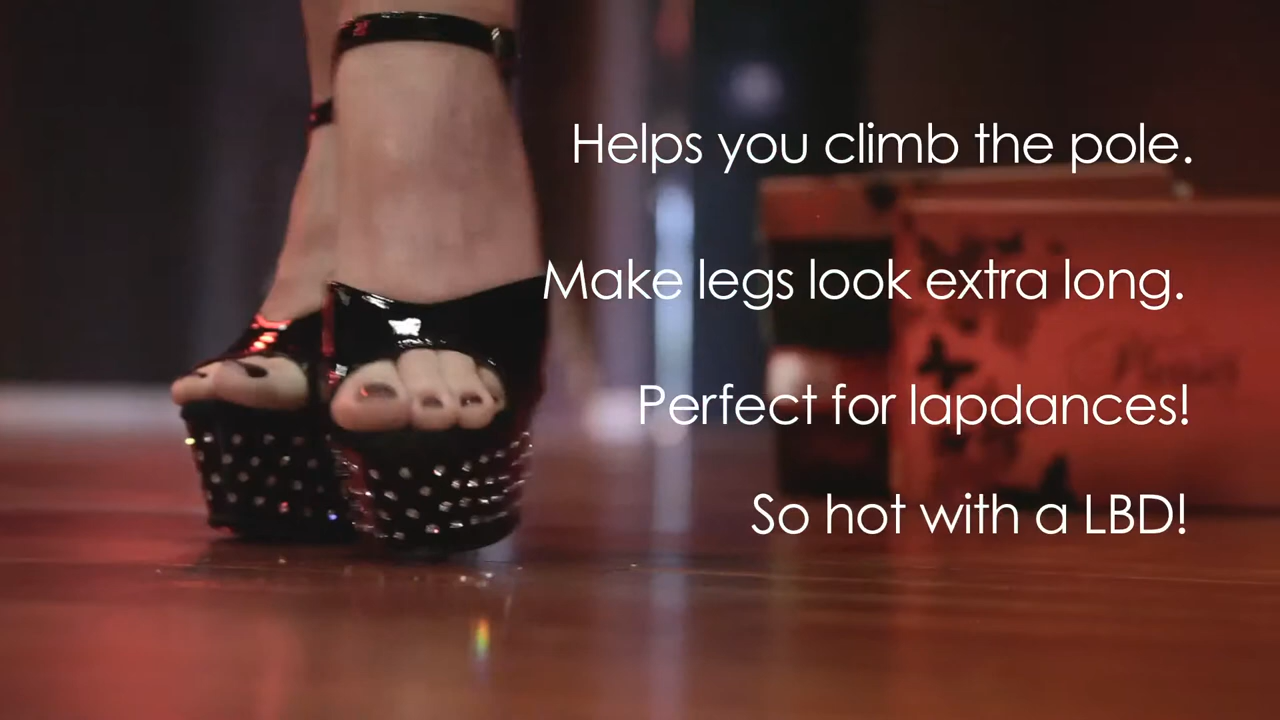 Helps you climb the pole.
Make legs look extra long.
Perfect for lapdances!
So hot with a LBD!